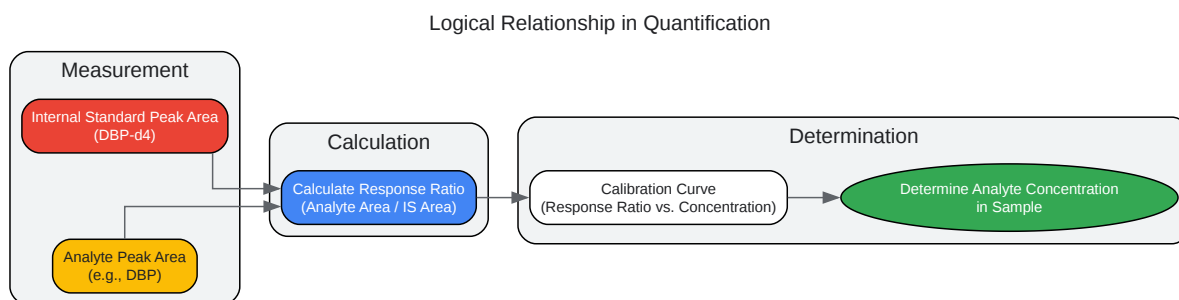 Logical Relationship in Quantification
Measurement
Internal Standard Peak Area
(DBP-d4)
Analyte Peak Area
(e.g., DBP)
Calculation
Calculate Response Ratio
(Analyte Area / IS Area)
Determination
Calibration Curve
(Response Ratio vs. Concentration)
Determine Analyte Concentration
in Sample